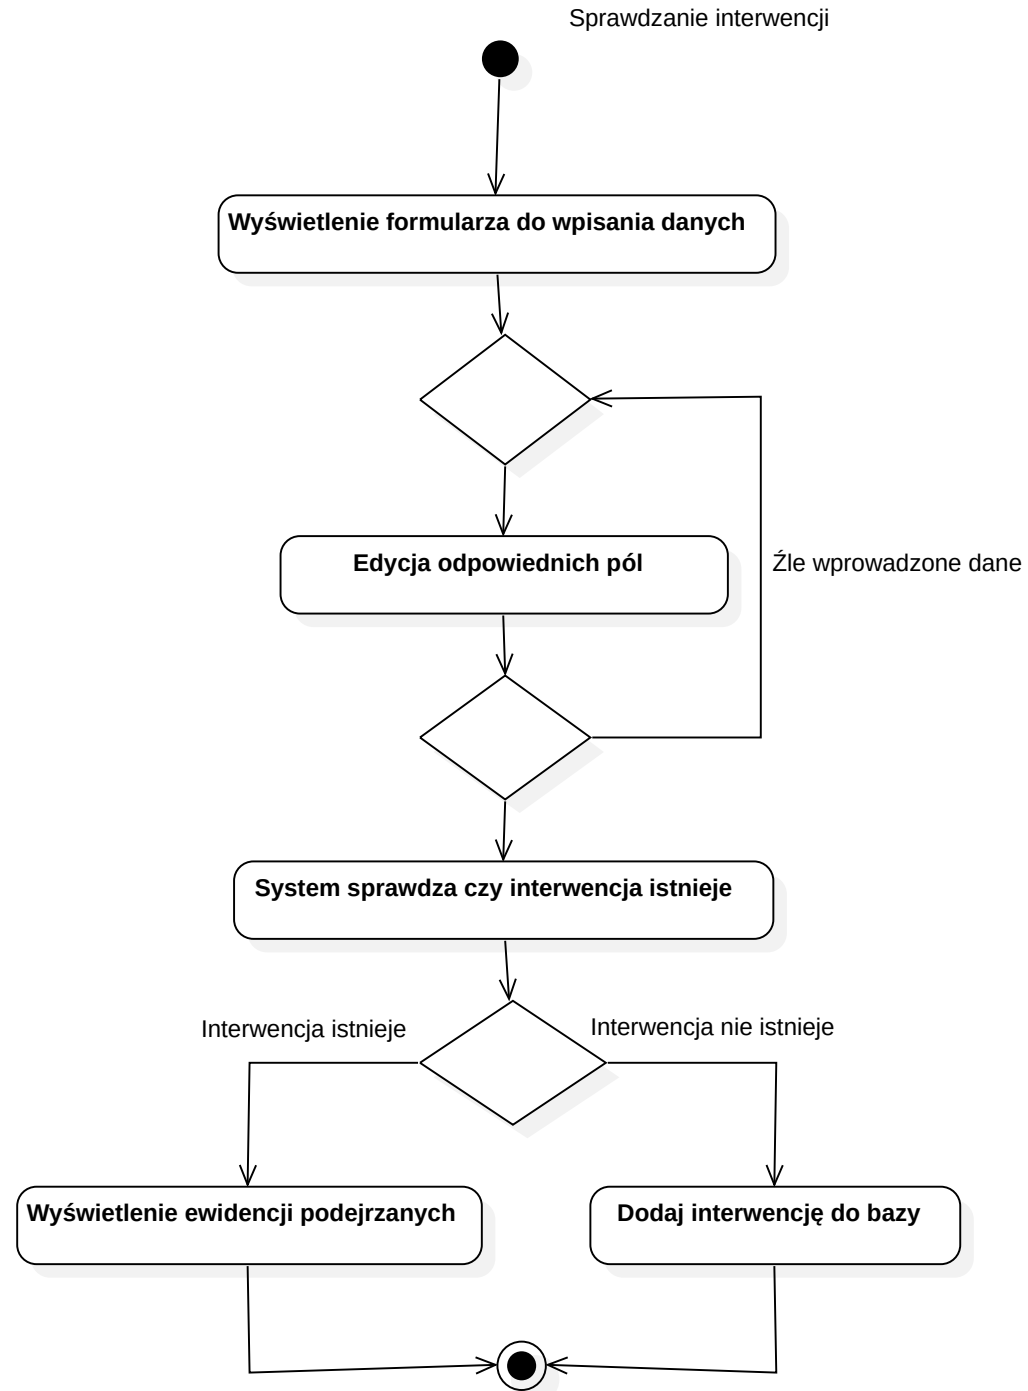 Sprawdzanie interwencji
Wyświetlenie formularza do wpisania danych
Edycja odpowiednich pól
Źle wprowadzone dane
System sprawdza czy interwencja istnieje
Interwencja istnieje
Interwencja nie istnieje
Wyświetlenie ewidencji podejrzanych
Dodaj interwencję do bazy